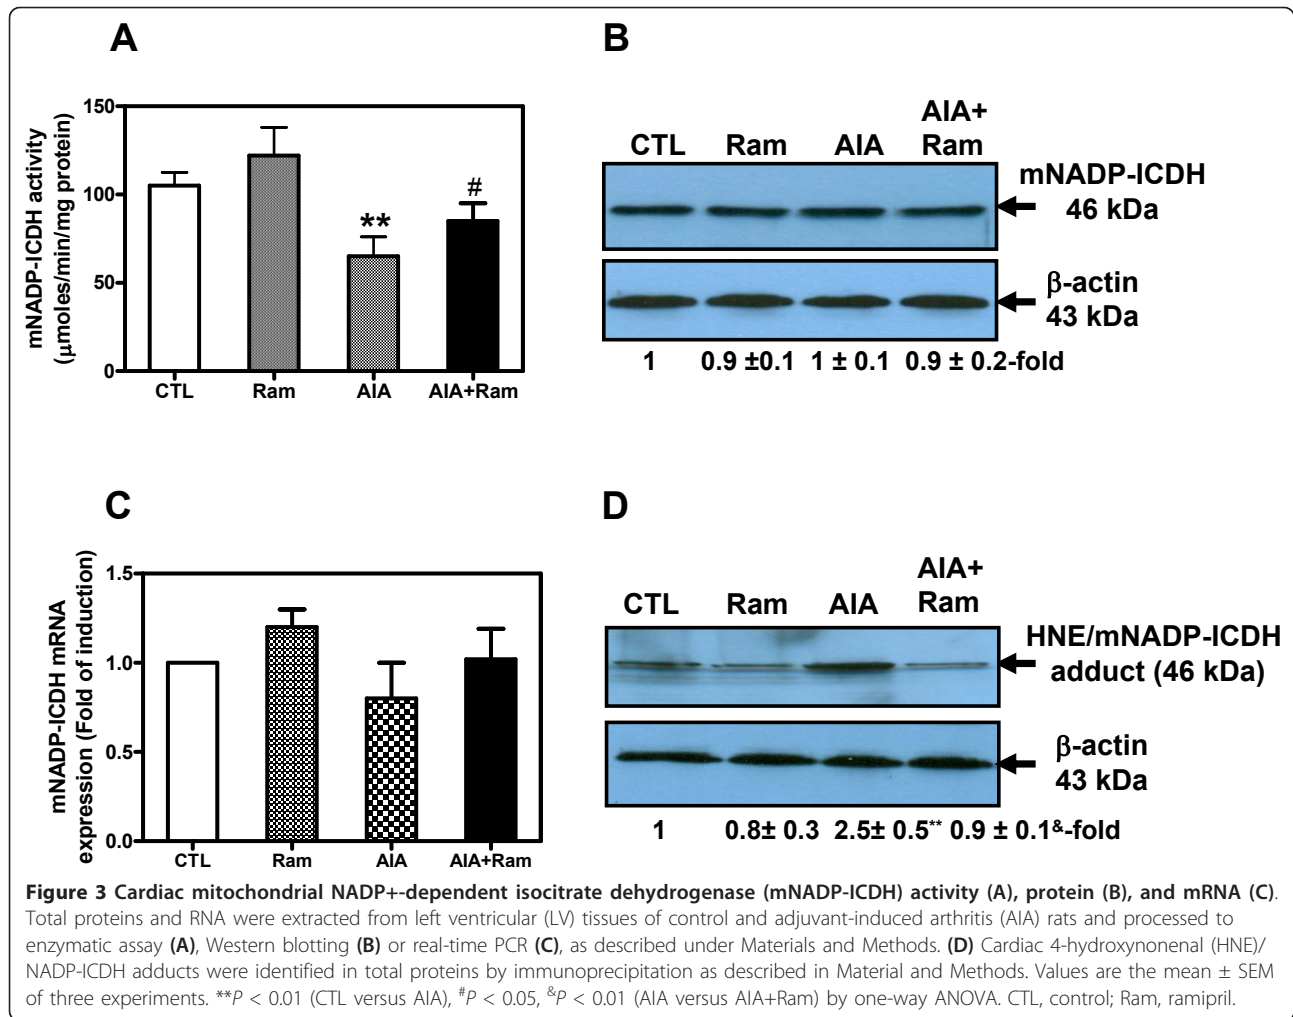 A
mNADP-ICDH activity
(μmoles/min/mg protein)
150
100
50
0
**
#
CTL Ram AIA AIA+Ram
B
CTL Ram AIA AIA+
Ram
mNADP-ICDH
46 kDa
β-actin
43 kDa
1 0.9 ±0.1 1 ± 0.1 0.9 ± 0.2-fold
C
mNADP-ICDH mRNA
expression (Fold of induction)
1.5
1.0
0.5
0.0
CTL Ram AIA AIA+Ram
D
CTL Ram AIA AIA+
Ram
HNE/mNADP-ICDH
adduct (46 kDa)
β-actin
43 kDa
1 0.8± 0.3 2.5± 0.5** 0.9 ± 0.1&-fold
Figure 3 Cardiac mitochondrial NADP+-dependent isocitrate dehydrogenase (mNADP-ICDH) activity (A), protein (B), and mRNA (C).
Total proteins and RNA were extracted from left ventricular (LV) tissues of control and adjuvant-induced arthritis (AIA) rats and processed to
enzymatic assay (A), Western blotting (B) or real-time PCR (C), as described under Materials and Methods. (D) Cardiac 4-hydroxynonenal (HNE)/
NADP-ICDH adducts were identified in total proteins by immunoprecipitation as described in Material and Methods. Values are the mean ± SEM
of three experiments. **P < 0.01 (CTL versus AIA), #P < 0.05, &P < 0.01 (AIA versus AIA+Ram) by one-way ANOVA. CTL, control; Ram, ramipril.